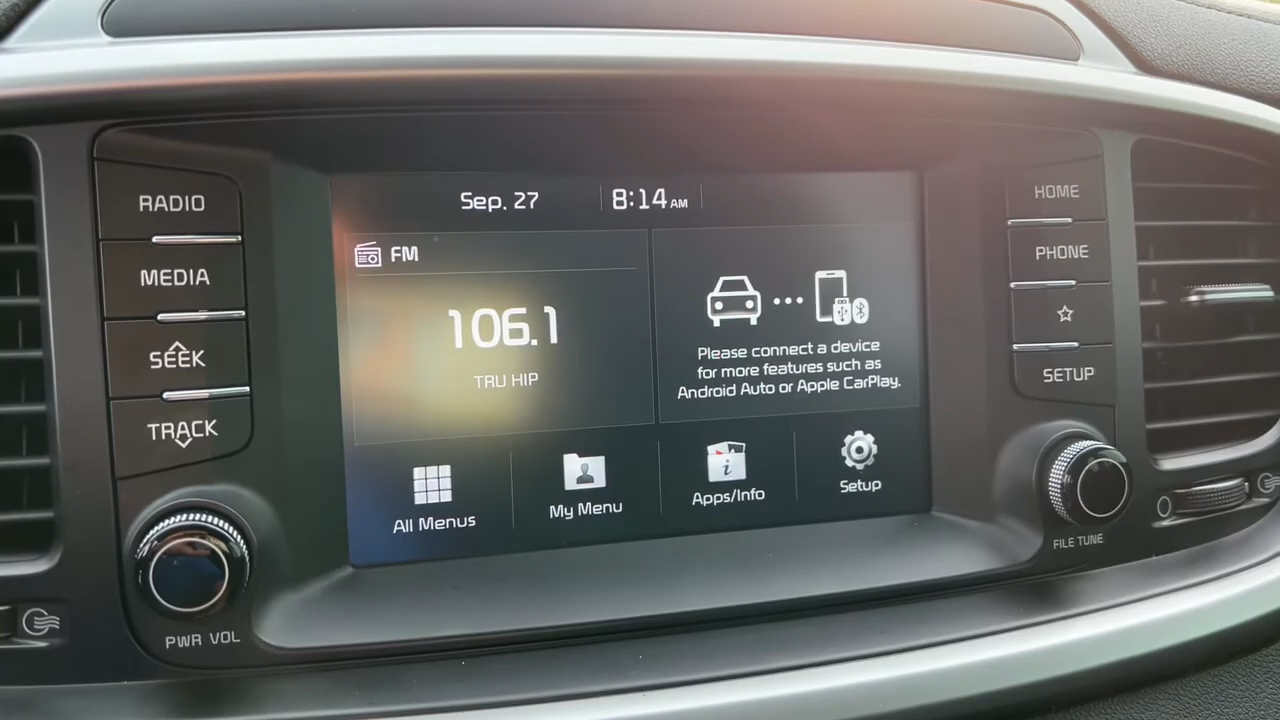 RADIO
MEDIA
SEEK
TRACK
PWR VOL
Sep. 27
8:14 AM
FM
106.1
TRU HIP
Please connect a device
for more features such as
Android Auto or Apple CarPlay.
All Menus
My Menu
Apps/Info
Setup
HOME
PHONE
SETUP
FILE TUNE